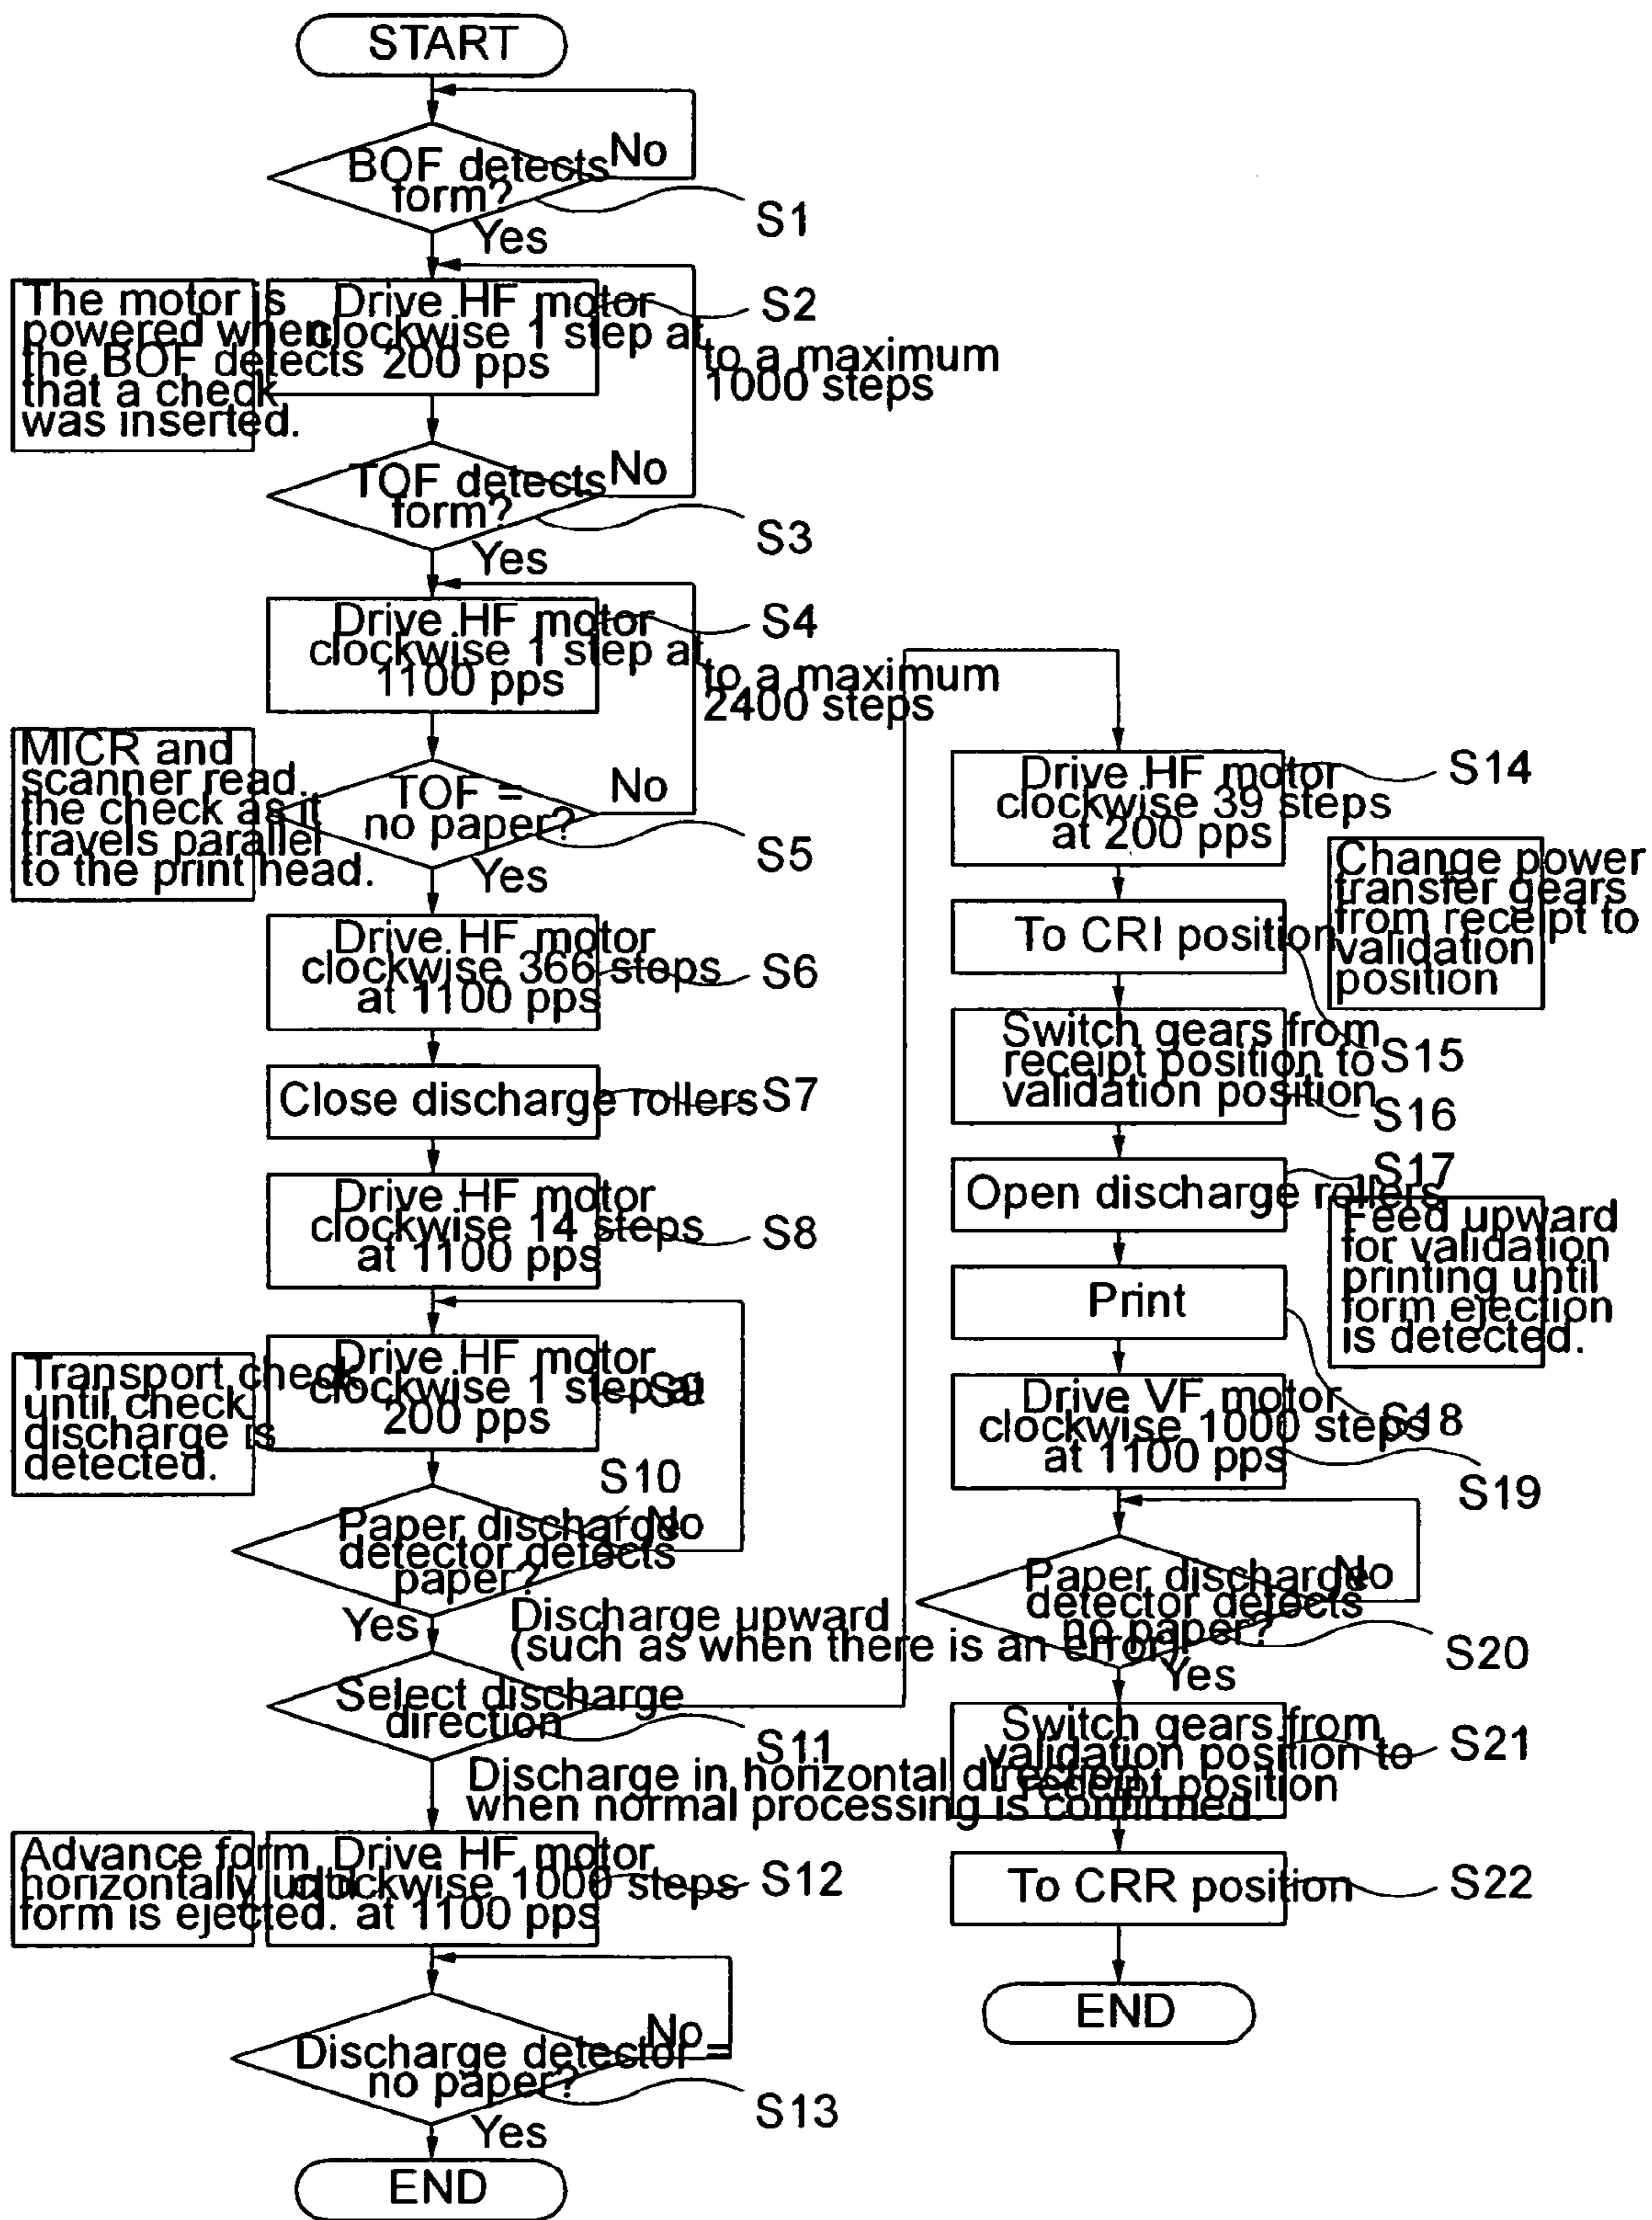 START
BOF detects
form?
No
S1
Yes
The motor is
powered when
the BOF detects
that a check
was inserted.
Drive HF motor
clockwise 1 step at
200 pps
S2
to a maximum
1000 steps
TOF detects
form?
No
S3
Yes
Drive HF motor
clockwise 1 step at
1100 pps
S4
to a maximum
2400 steps
MICR and
scanner read
the check as it
travels parallel
to the print head.
TOF =
no paper?
No
S5
Yes
Drive HF motor
clockwise 366 steps
at 1100 pps
S6
Close discharge rollers
S7
Drive HF motor
clockwise 14 steps
at 1100 pps
S8
Transport check
until check
discharge is
detected.
Drive HF motor
clockwise 1 step at
200 pps
S9
S10
Paper discharge
detector detects
paper?
No
Yes
Discharge upward
(such as when there is an error)
Select discharge
direction
S11
Discharge in horizontal direction
when normal processing is confirmed.
Advance form
horizontally until
form is ejected.
Drive HF motor
clockwise 1000 steps
at 1100 pps
S12
Discharge detector =
no paper?
No
S13
Yes
END
Drive HF motor
clockwise 39 steps
at 200 pps
S14
Change power
transfer gears
from receipt to
validation
position
To CRI position
S15
Switch gears from
receipt position to
validation position
S16
Open discharge rollers
S17
Feed upward
for validation
printing until
form ejection
is detected.
Print
S18
Drive VF motor
clockwise 1000 steps
at 1100 pps
S19
Paper discharge
detector detects
no paper?
No
S20
Yes
Switch gears from
validation position to
receipt position
S21
To CRR position
S22
END